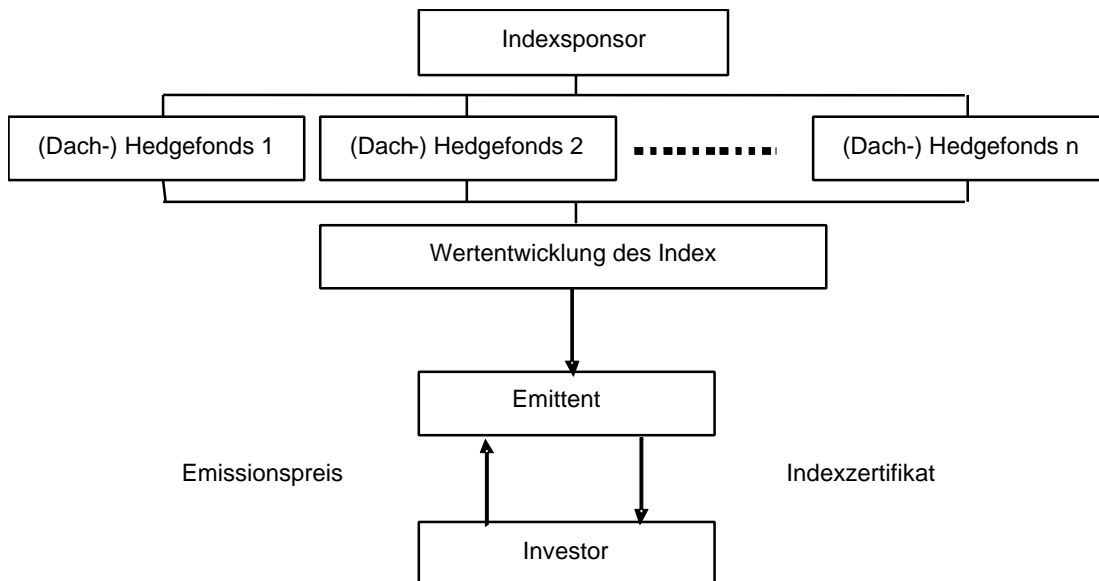 Indexsponsor
(Dach-) Hedgefonds 1
(Dach-) Hedgefonds 2
(Dach-) Hedgefonds n
Wertentwicklung des Index
Emittent
Emissionspreis
Indexzertifikat
Investor